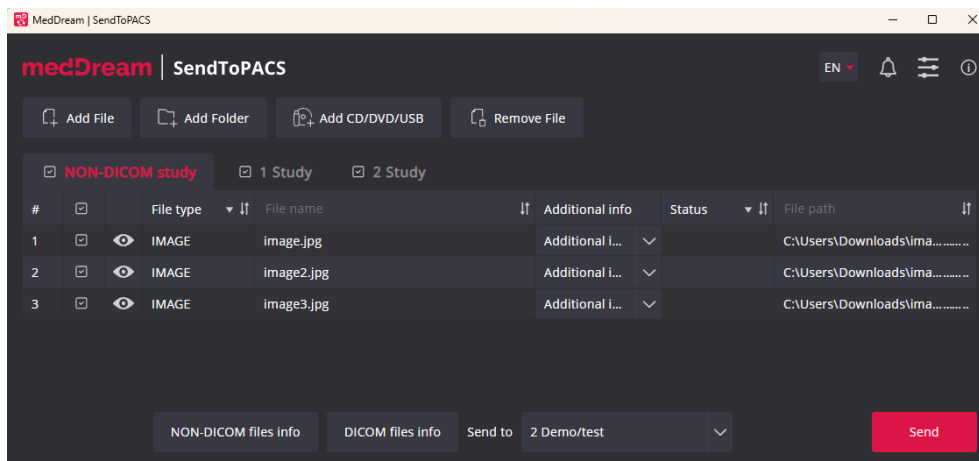 MedDream | SendToPACS
medDream | SendToPACS
EN
Add File Add Folder Add CD/DVD/USB Remove File
NON-DICOM study 1 Study 2 Study
# File type File name Additional info Status File path
1 IMAGE image.jpg Additional i... C:\Users\Downloads\ima..........
2 IMAGE image2.jpg Additional i... C:\Users\Downloads\ima..........
3 IMAGE image3.jpg Additional i... C:\Users\Downloads\ima..........
NON-DICOM files info DICOM files info Send to 2 Demo/test Send